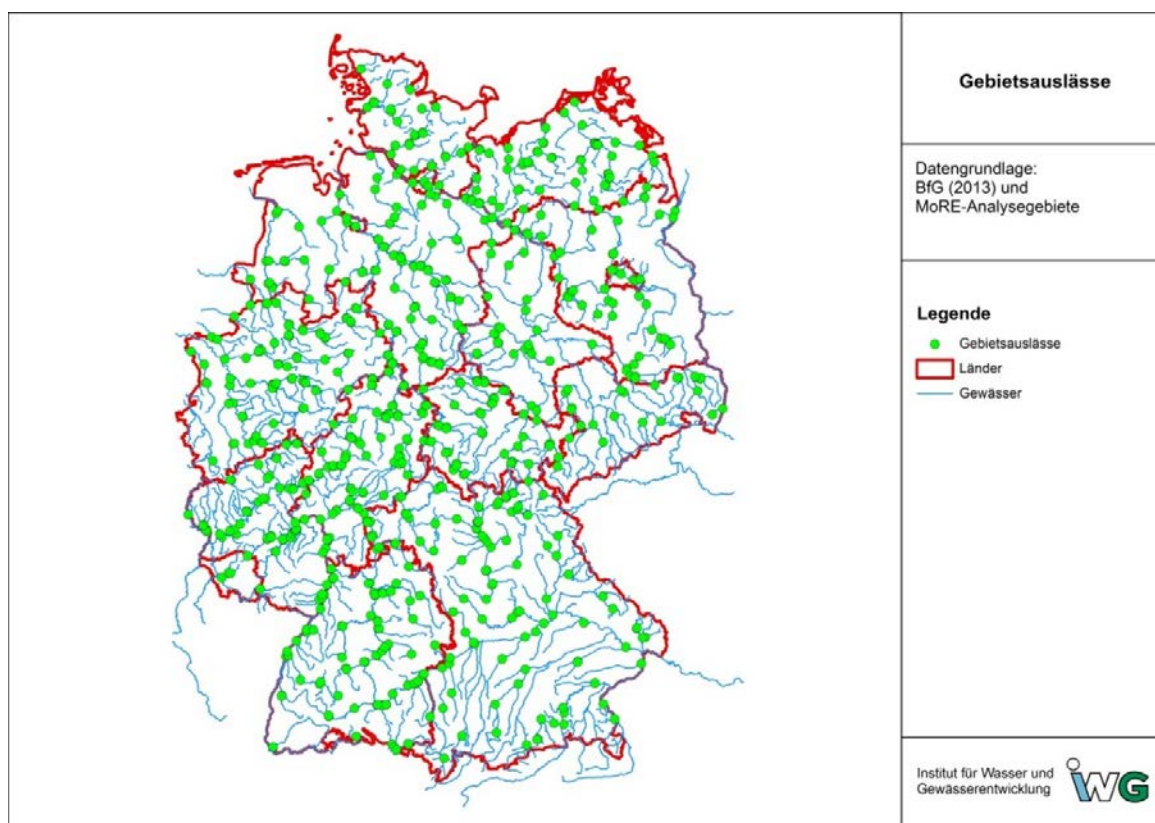 Gebietsauslässe
Datengrundlage:
BfG (2013) und
MoRE-Analysegebiete
Legende
Gebietsauslässe
Länder
Gewässer
Institut für Wasser und
Gewässerentwicklung
iWG